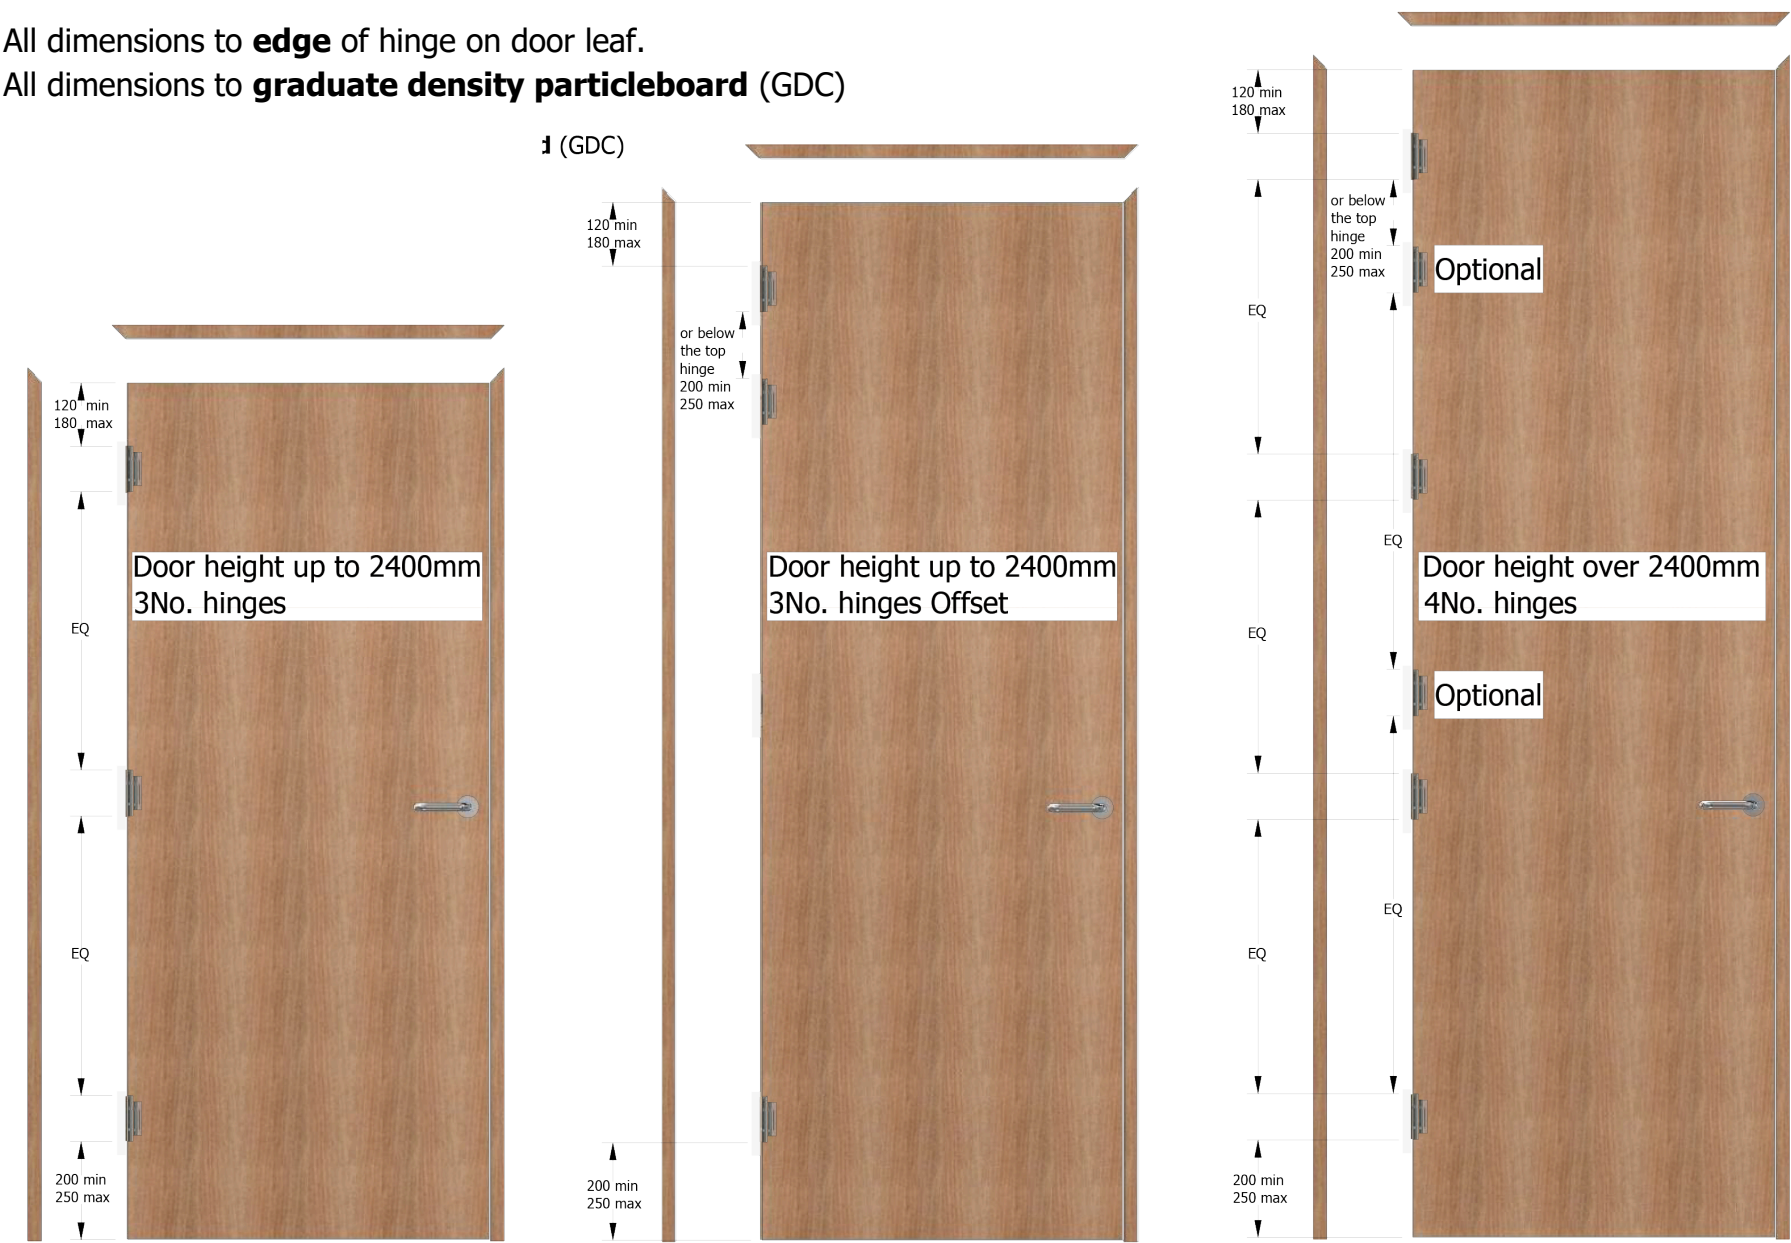 All dimensions to edge of hinge on door leaf.
All dimensions to graduate density particleboard (GDC)
(GDC)
120 min
180 max
EQ
EQ
200 min
250 max
Door height up to 2400mm
3No. hinges
120 min
180 max
or below
the top
hinge
200 min
250 max
Door height up to 2400mm
3No. hinges Offset
200 min
250 max
120 min
180 max
or below
the top
hinge
200 min
250 max
Optional
EQ
EQ
EQ
Door height over 2400mm
4No. hinges
Optional
EQ
EQ
200 min
250 max